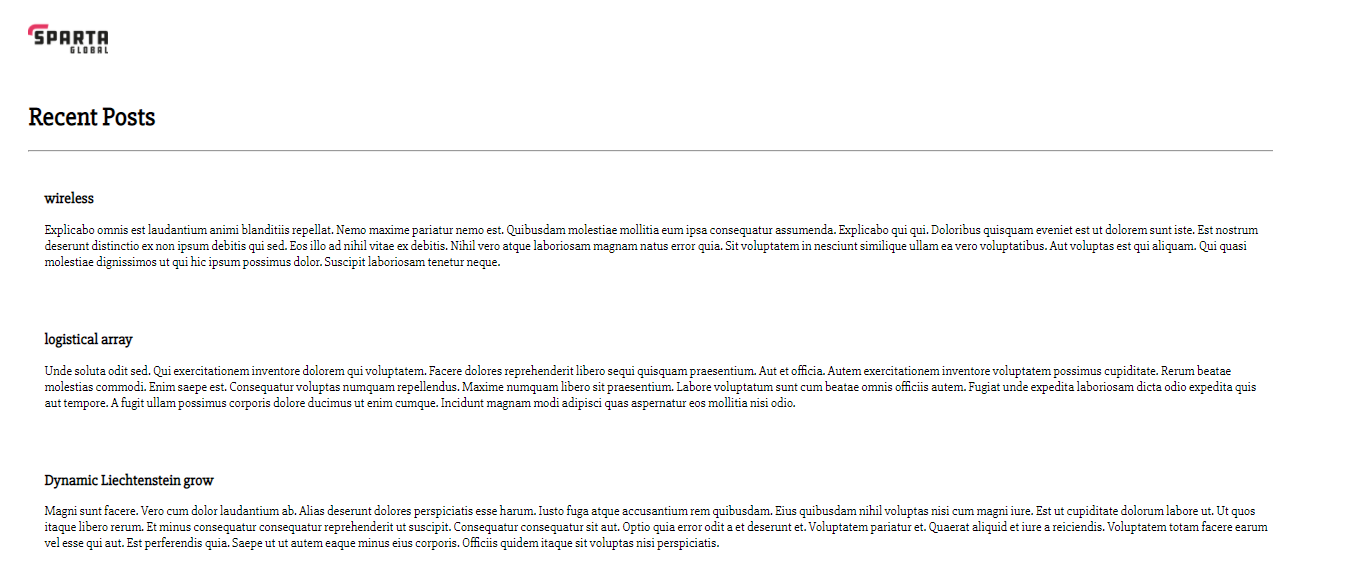 SPARTA
GLOBAL
Recent Posts
wireless
Explicabo omnis est laudantium animi blanditiis repellat. Nemo maxime pariatur nemo est. Quibusdam molestiae mollitia eum ipsa consequatur assumenda. Explicabo qui qui. Doloribus quisquam eveniet est ut dolorem sunt iste. Est nostrum
deserunt distinctio ex non ipsum debitis qui sed. Eos illo ad nihil vitae ex debitis. Nihil vero atque laboriosam magnam natus error quia. Sit voluptatem in nesciunt similique ullam ea vero voluptatibus. Aut voluptas est qui aliquam. Qui quasi
molestiae dignissimos ut qui hic ipsum possimus dolor. Suscipit laboriosam tenetur neque.
logistical array
Unde soluta odit sed. Qui exercitationem inventore dolorem qui voluptatem. Facere dolores reprehenderit libero sequi quisquam praesentium. Aut et officia. Autem exercitationem inventore voluptatem possimus cupiditate. Rerum beatae
molestias commodi. Enim saepe est. Consequatur voluptas numquam repellendus. Maxime numquam libero sit praesentium. Labore voluptatum sunt cum beatae omnis officiis autem. Fugiat unde expedita laboriosam dicta odio expedita quis
aut tempore. A fugit ullam possimus corporis dolore ducimus ut enim cumque. Incidunt magnam modi adipisci quas aspernatur eos mollitia nisi odio.
Dynamic Liechtenstein grow
Magni sunt facere. Vero cum dolor laudantium ab. Alias deserunt dolores perspiciatis esse harum. Iusto fuga atque accusantium rem quibusdam. Eius quibusdam nihil voluptas nisi cum magni iure. Est ut cupiditate dolorum labore ut. Ut quos
itaque libero rerum. Et minus consequatur consequatur reprehenderit ut suscipit. Consequatur consequatur sit aut. Optio quia error odit a et deserunt et. Voluptatem pariatur et. Quaerat aliquid et iure a reiciendis. Voluptatem totam facere earum
vel esse qui aut. Est perferendis quia. Saepe ut ut autem eaque minus eius corporis. Officiis quidem itaque sit voluptas nisi perspiciatis.